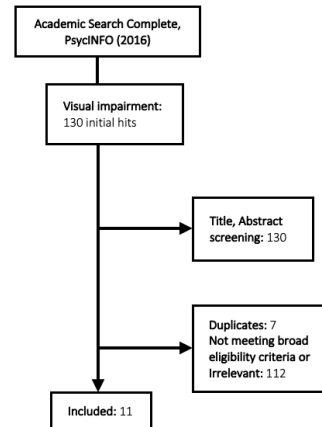 Academic Search Complete,
PsycINFO (2016)
Visual impairment:
130 initial hits
Title, Abstract
screening: 130
Duplicates: 7
Not meeting broad
eligibility criteria or
Irrelevant: 112
Included: 11